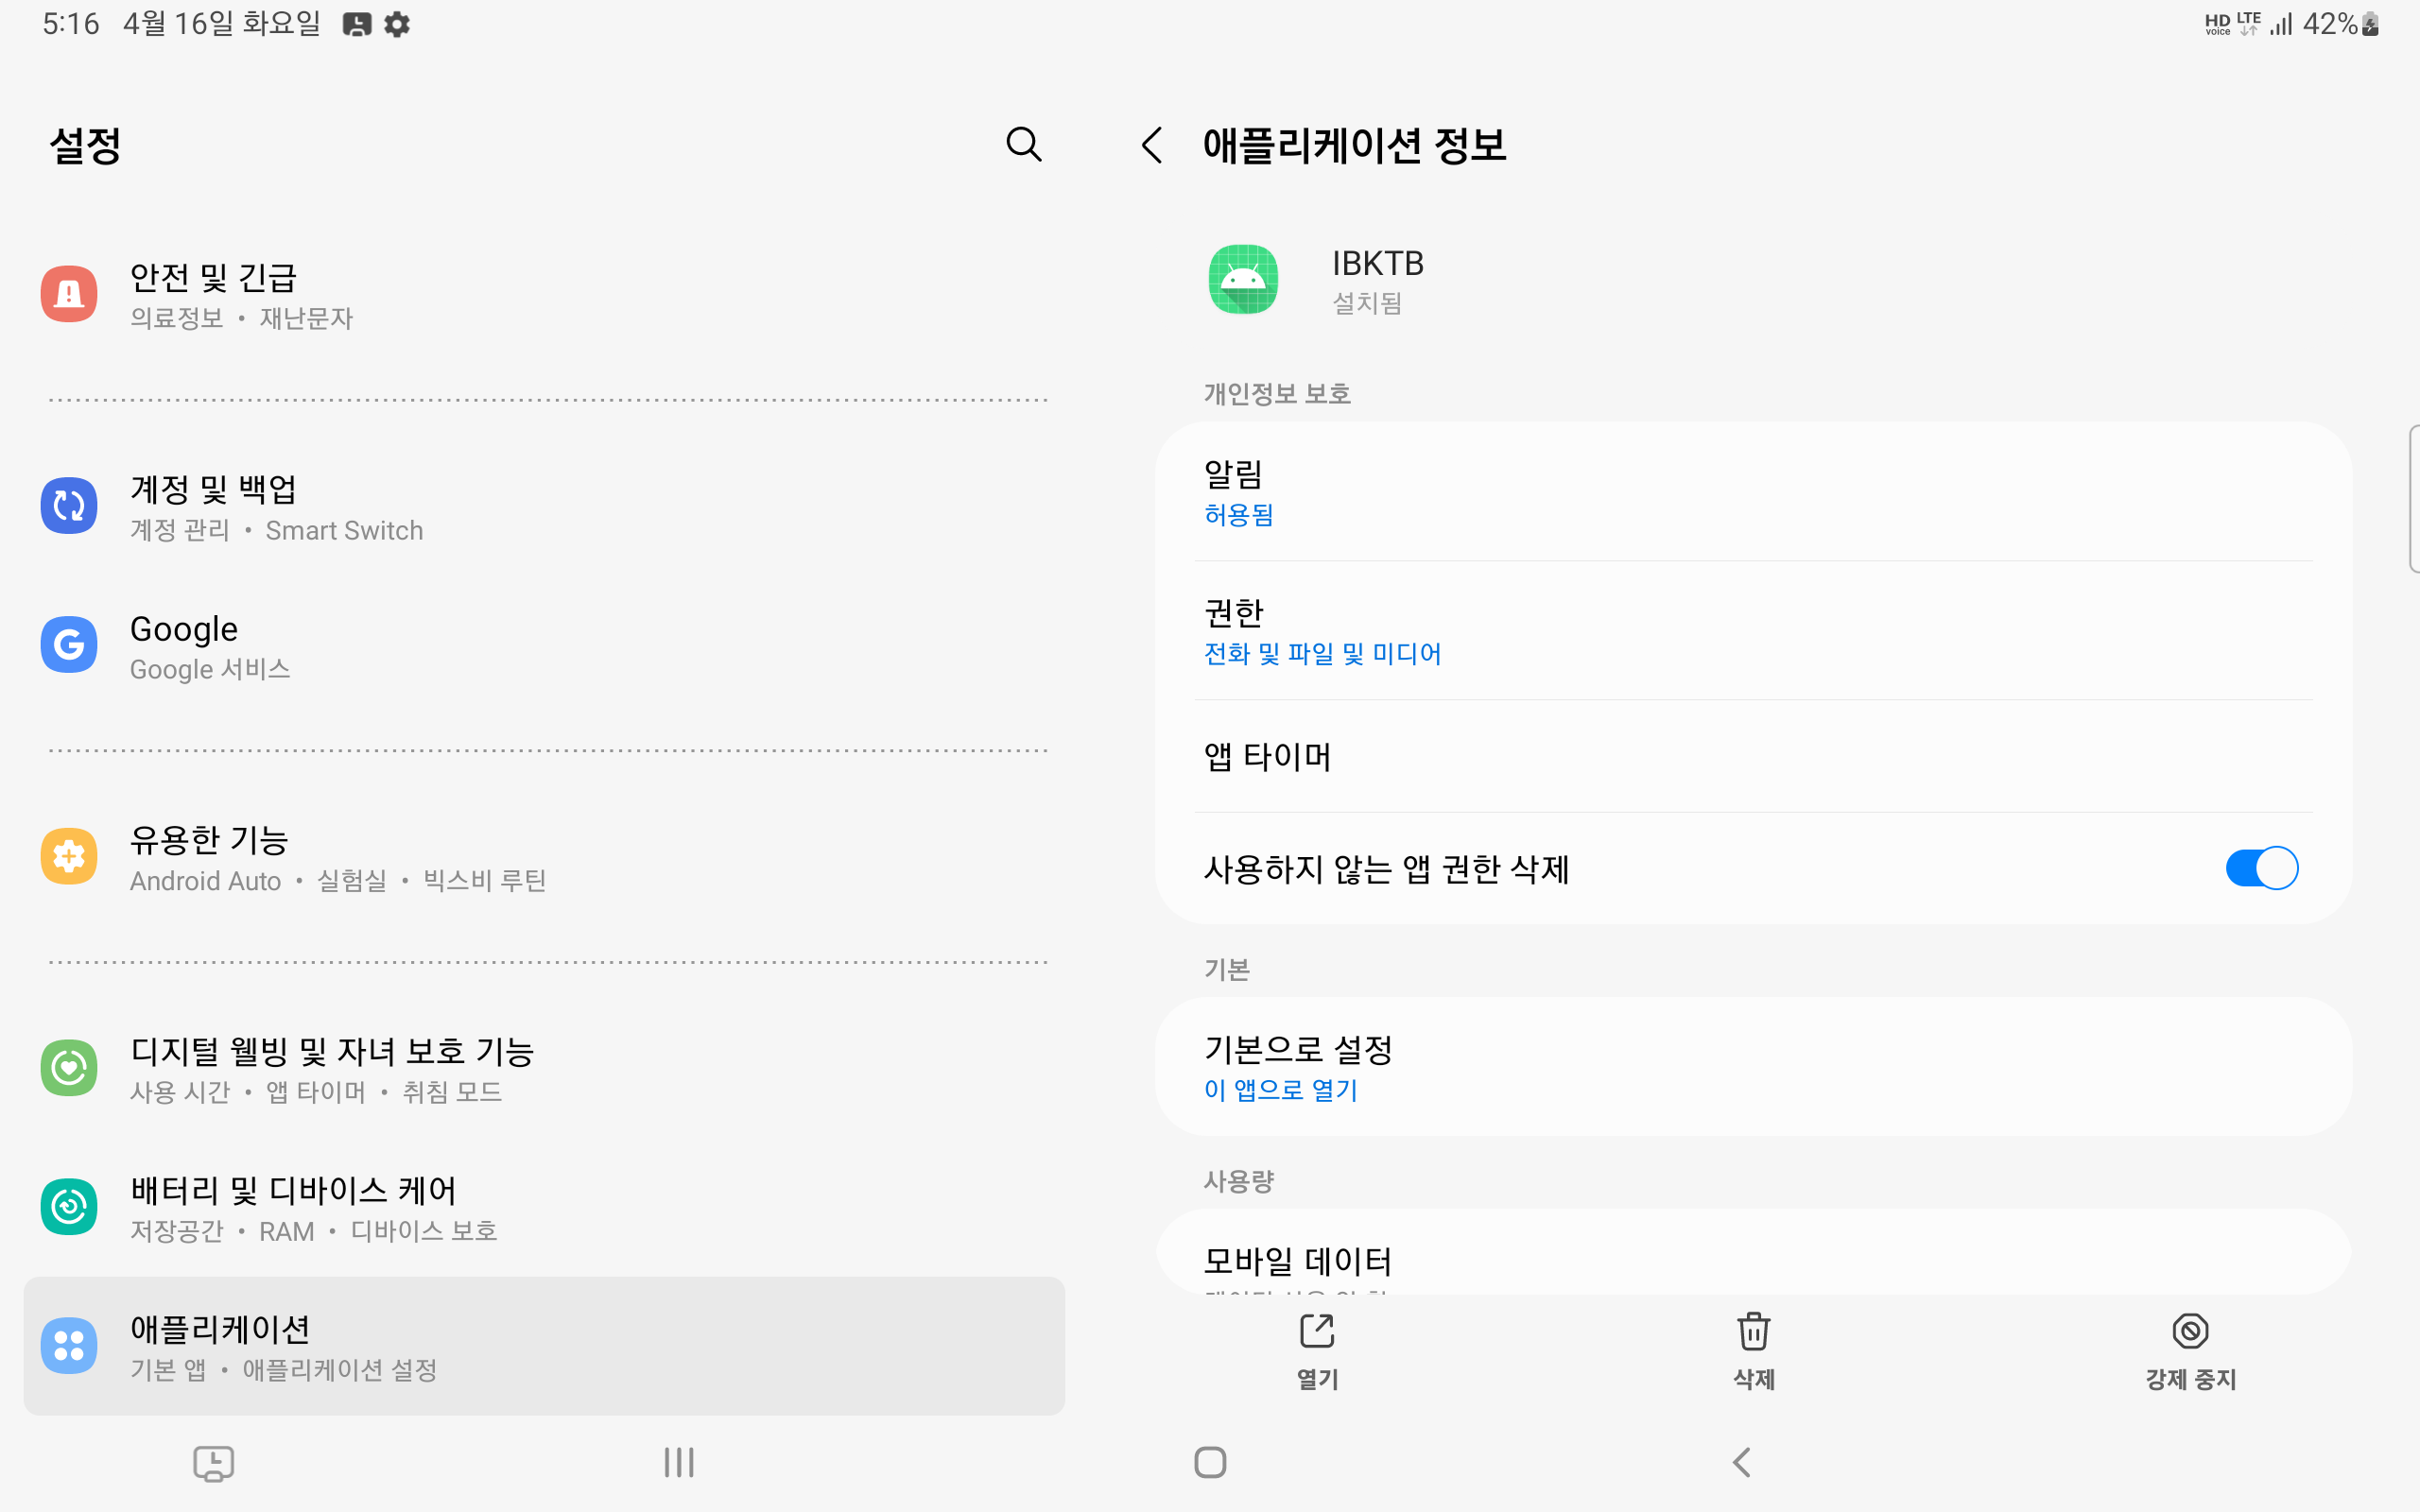 5:16 4월 16일 화요일
HD voice LTE 42%
설정
안전 및 긴급
의료정보 • 재난문자
계정 및 백업
계정 관리 • Smart Switch
Google
Google 서비스
유용한 기능
Android Auto • 실험실 • 빅스비 루틴
디지털 웰빙 및 자녀 보호 기능
사용 시간 • 앱 타이머 • 취침 모드
배터리 및 디바이스 케어
저장공간 • RAM • 디바이스 보호
애플리케이션
기본 앱 • 애플리케이션 설정
애플리케이션 정보
IBKTB
설치됨
개인정보 보호
알림
허용됨
권한
전화 및 파일 및 미디어
앱 타이머
사용하지 않는 앱 권한 삭제
기본
기본으로 설정
이 앱으로 열기
사용량
모바일 데이터
열기
삭제
강제 중지